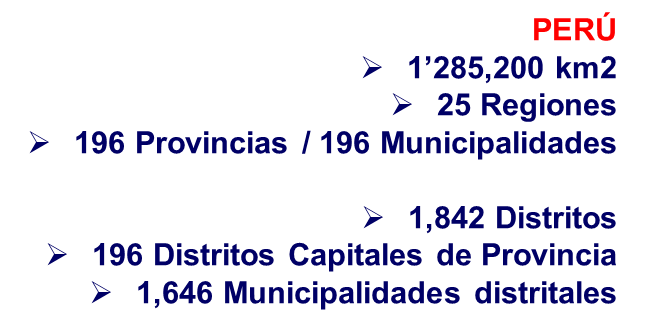 PERÚ
➢ 1’285,200 km2
➢ 25 Regiones
➢ 196 Provincias / 196 Municipalidades
➢ 1,842 Distritos
➢ 196 Distritos Capitales de Provincia
➢ 1,646 Municipalidades distritales